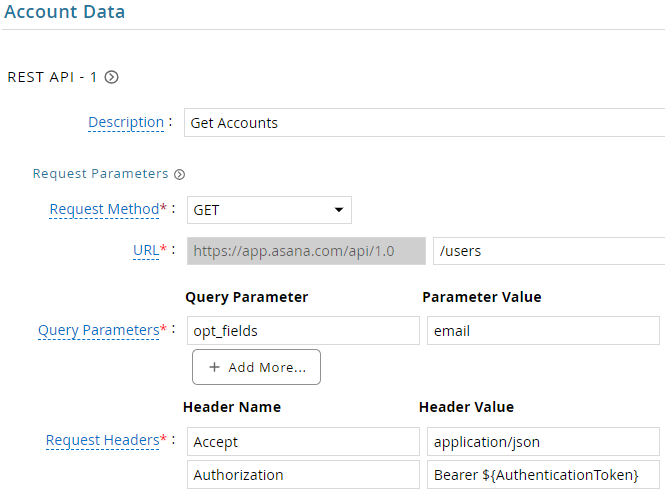 Account Data
REST API - 1
Description :
Get Accounts
Request Parameters
Request Method* :
GET
URL* :
https://app.asana.com/api/1.0
/users
Query Parameter
Parameter Value
Query Parameters* :
opt_fields
email
+ Add More...
Header Name
Header Value
Request Headers* :
Accept
application/json
Authorization
Bearer ${AuthenticationToken}